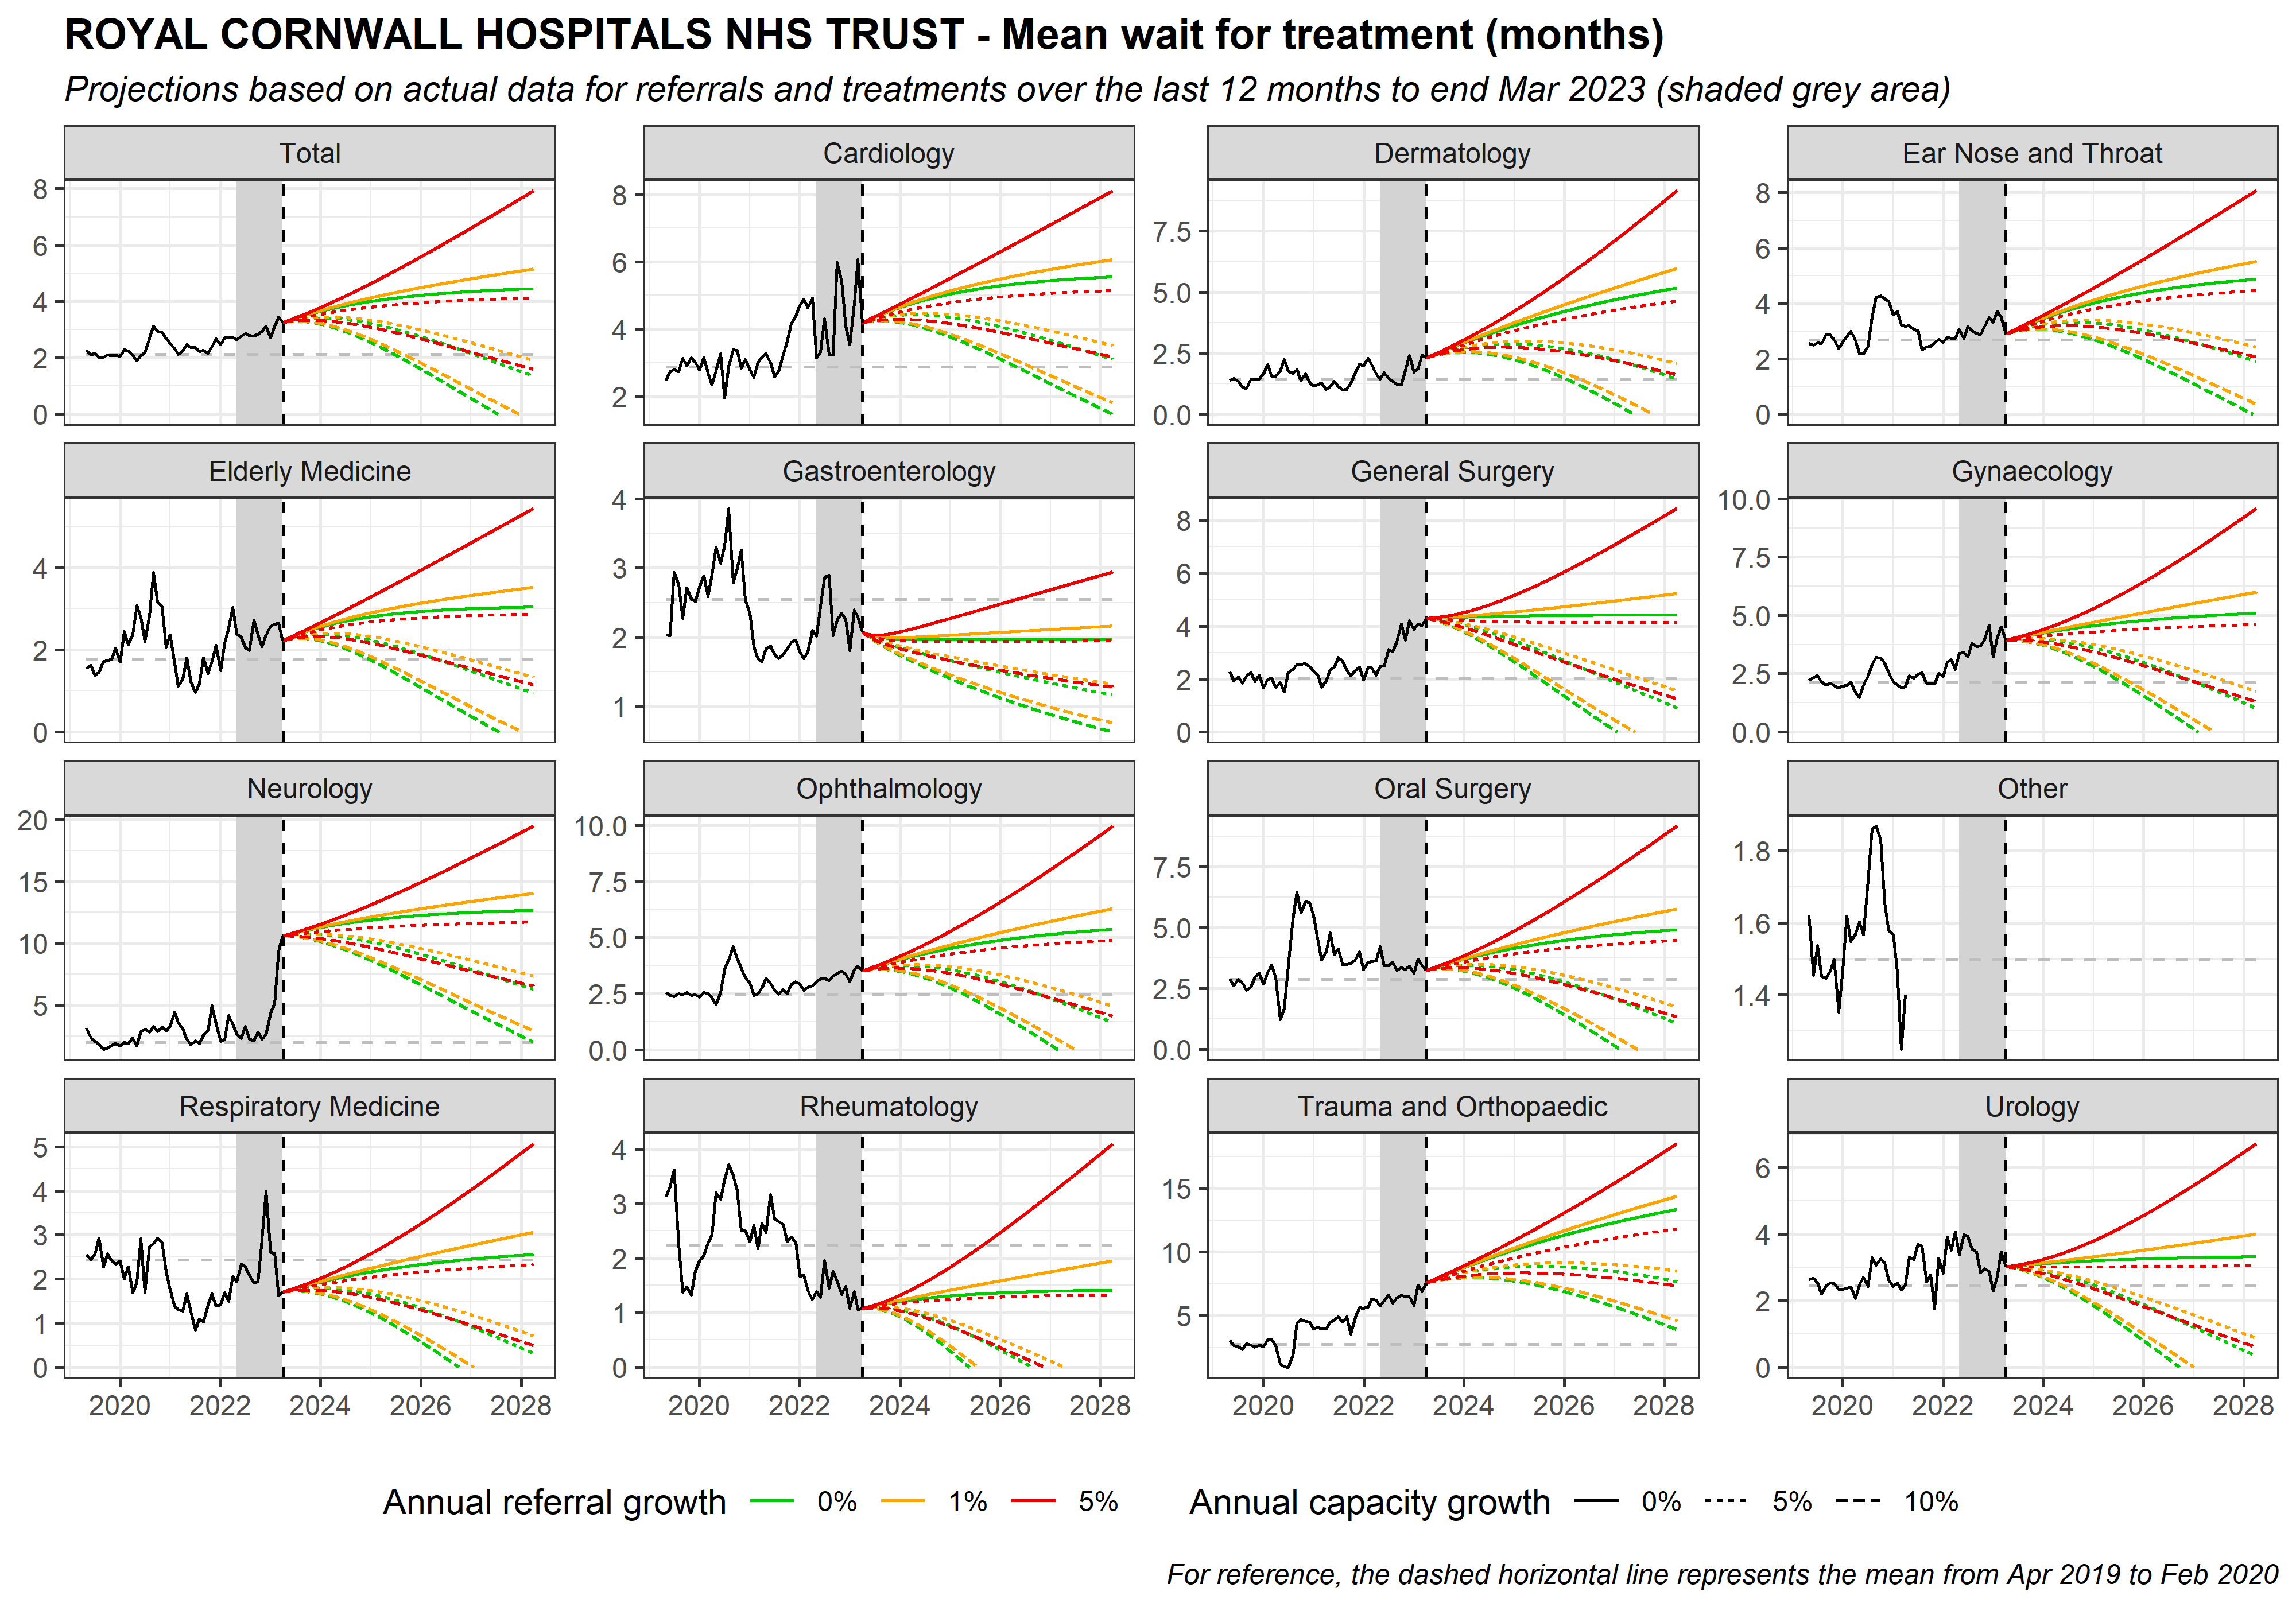 ROYAL CORNWALL HOSPITALS NHS TRUST - Mean wait for treatment (months)
Projections based on actual data for referrals and treatments over the last 12 months to end Mar 2023 (shaded grey area)
Total
8
6
4
2
0
Cardiology
8
6
4
2
Dermatology
7.5
5.0
2.5
0.0
Ear Nose and Throat
8
6
4
2
0
Elderly Medicine
4
2
0
Gastroenterology
4
3
2
1
General Surgery
8
6
4
2
0
Gynaecology
10.0
7.5
5.0
2.5
0.0
Neurology
20
15
10
5
Ophthalmology
10.0
7.5
5.0
2.5
0.0
Oral Surgery
7.5
5.0
2.5
0.0
Other
1.8
1.6
1.4
Respiratory Medicine
5
4
3
2
1
0
2020 2022 2024 2026 2028
Rheumatology
4
3
2
1
0
2020 2022 2024 2026 2028
Trauma and Orthopaedic
15
10
5
2020 2022 2024 2026 2028
Urology
6
4
2
0
2020 2022 2024 2026 2028
Annual referral growth 0% 1% 5% Annual capacity growth 0% 5% 10%
For reference, the dashed horizontal line represents the mean from Apr 2019 to Feb 2020